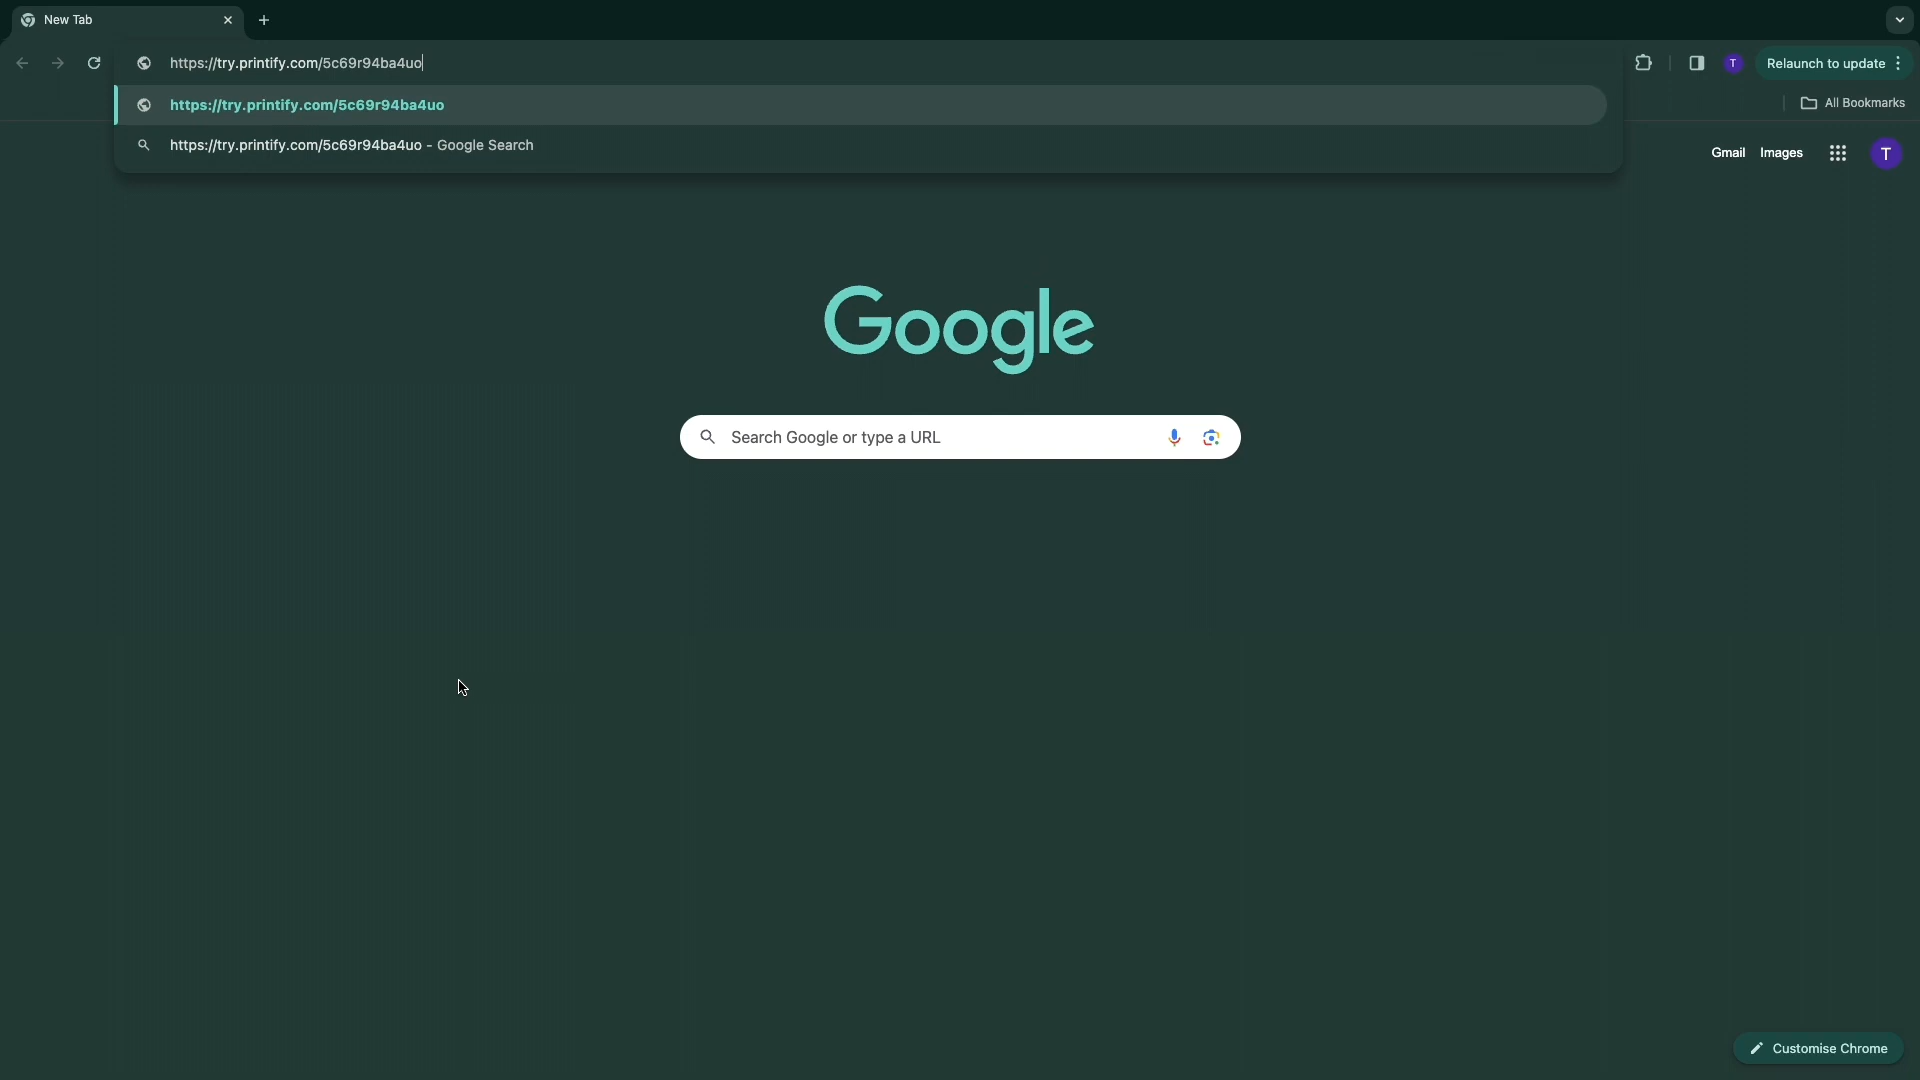 New Tab
https://try.printify.com/5c69r94ba4uo
T
Relaunch to update
https://try.printify.com/5c69r94ba4uo
All Bookmarks
https://try.printify.com/5c69r94ba4uo - Google Search
Gmail Images
T
Google
Search Google or type a URL
Customise Chrome